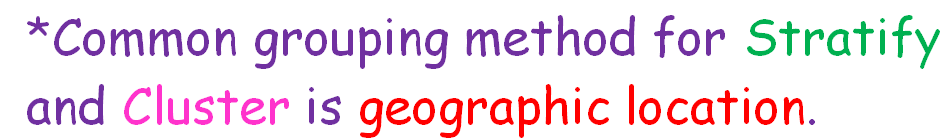 *Common grouping method for Stratify
and Cluster is geographic location.